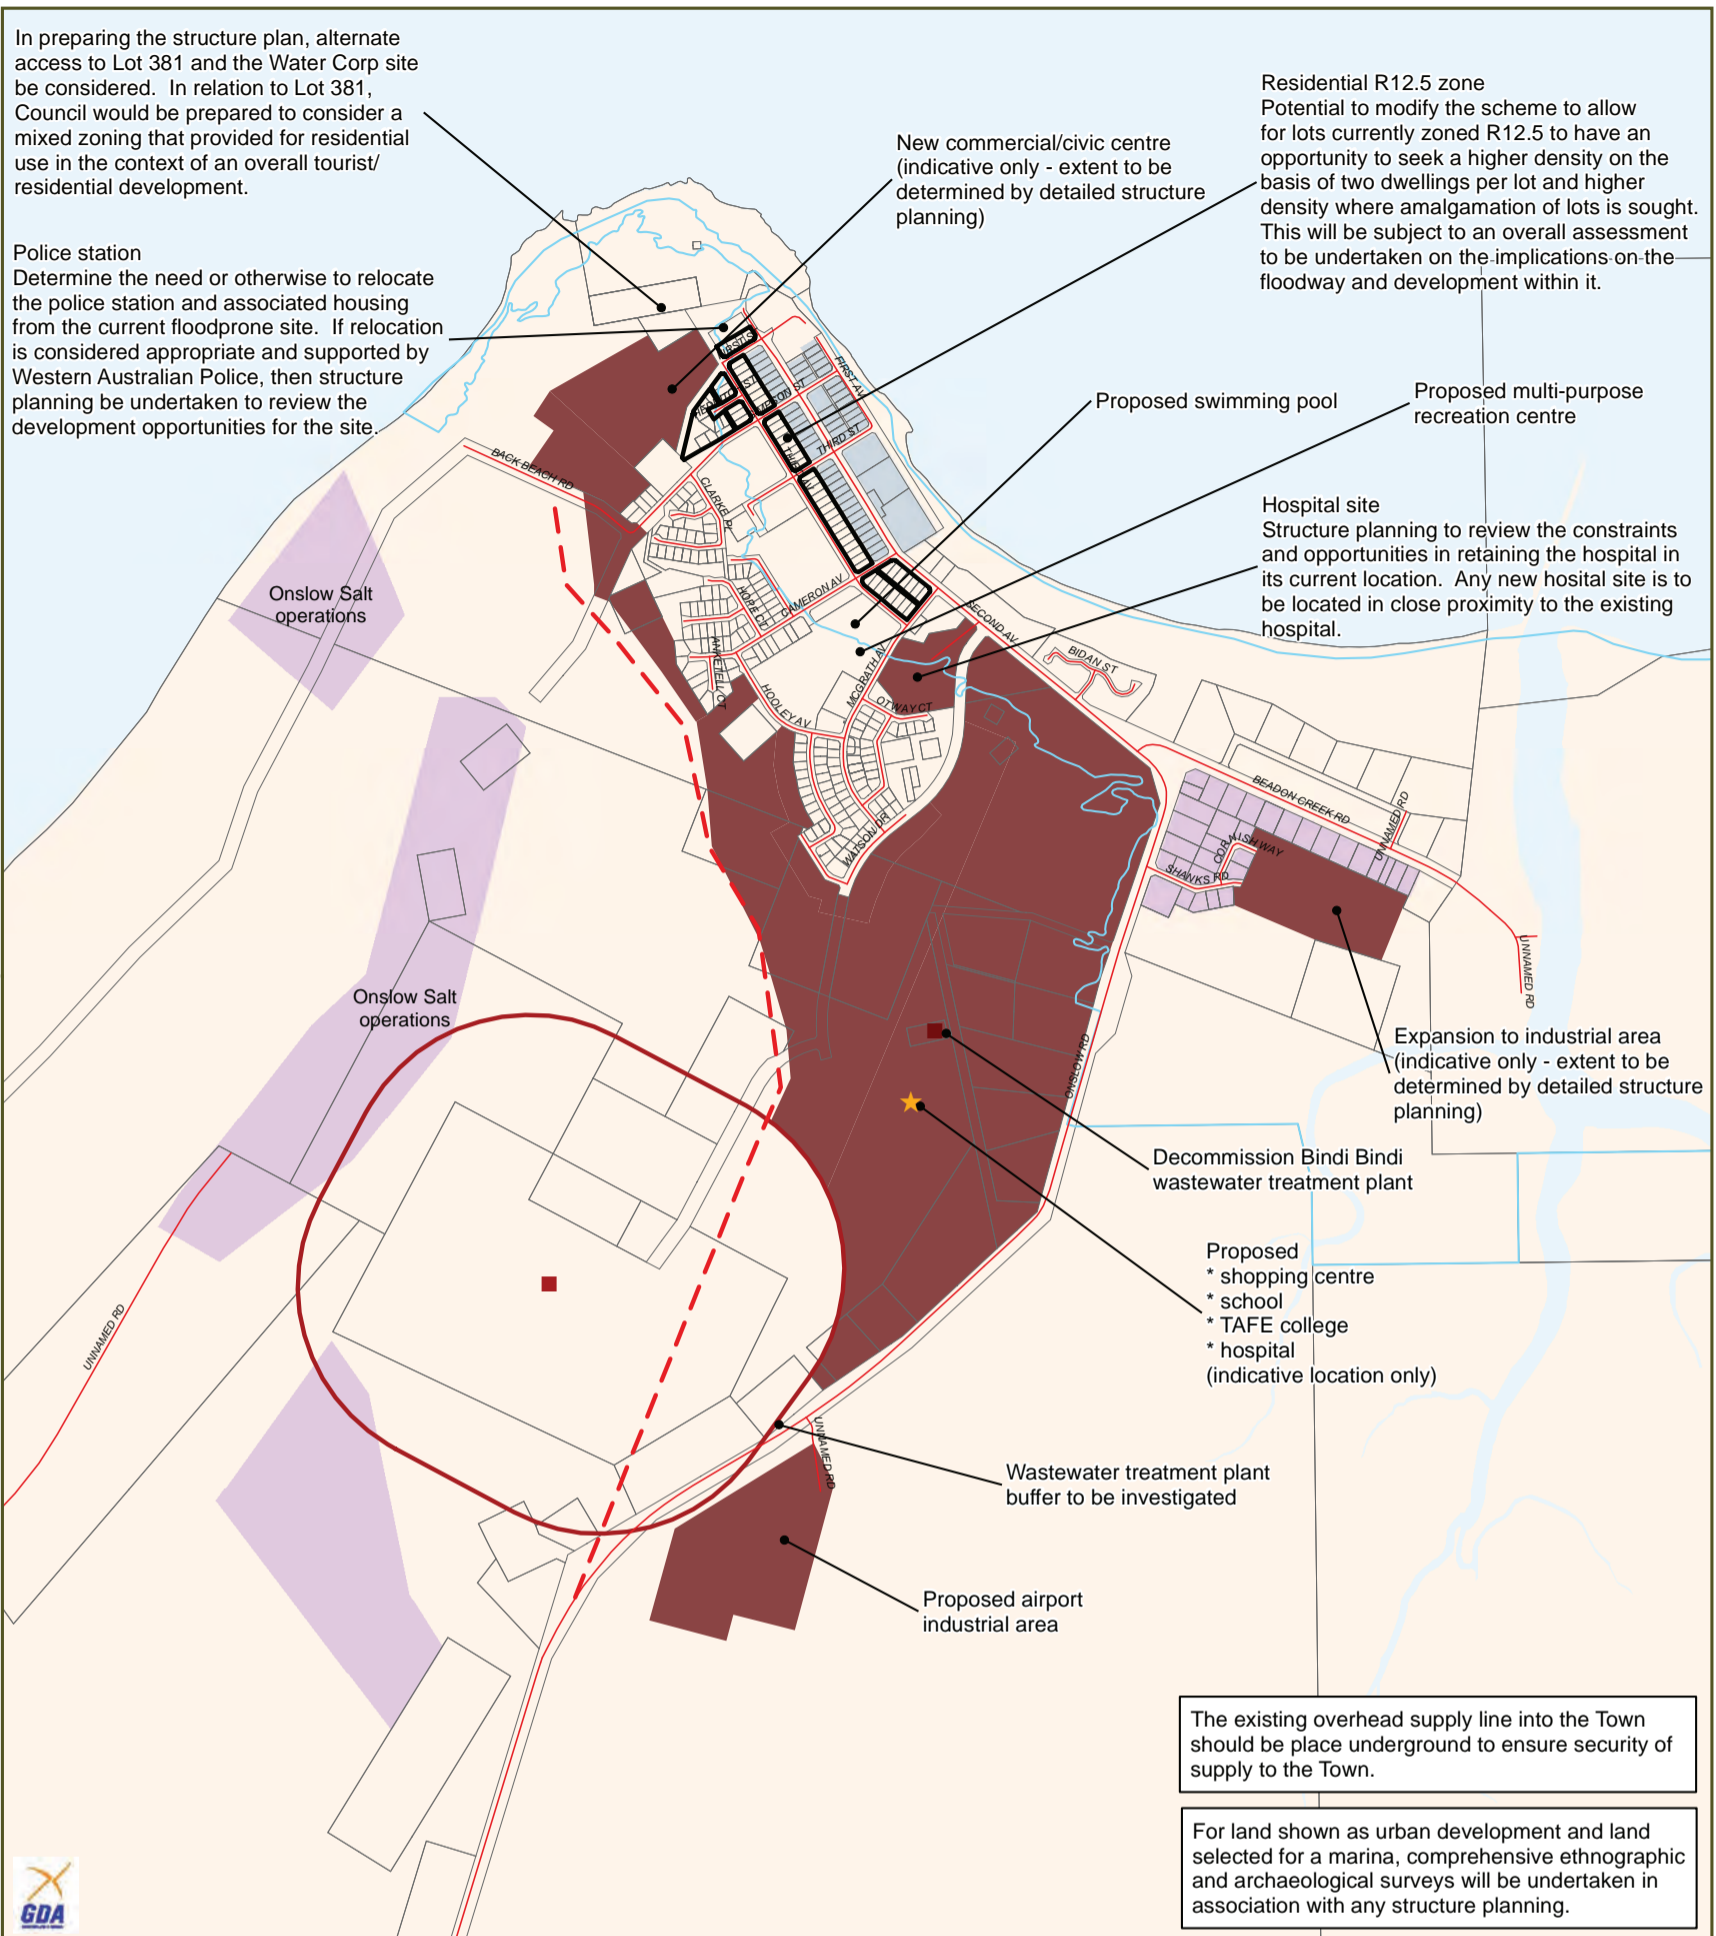 In preparing the structure plan, alternate
access to Lot 381 and the Water Corp site
be considered.  In relation to Lot 381,
Council would be prepared to consider a
mixed zoning that provided for residential
use in the context of an overall tourist/
residential development.
Police station
Determine the need or otherwise to relocate
the police station and associated housing
from the current floodprone site.  If relocation
is considered appropriate and supported by
Western Australian Police, then structure
planning be undertaken to review the
development opportunities for the site.
New commercial/civic centre
(indicative only - extent to be
determined by detailed structure
planning)
Residential R12.5 zone
Potential to modify the scheme to allow
for lots currently zoned R12.5 to have an
opportunity to seek a higher density on the
basis of two dwellings per lot and higher
density where amalgamation of lots is sought.
This will be subject to an overall assessment
to be undertaken on the implications on the
floodway and development within it.
Proposed swimming pool
Proposed multi-purpose
recreation centre
Hospital site
Structure planning to review the constraints
and opportunities in retaining the hospital in
its current location.  Any new hosital site is to
be located in close proximity to the existing
hospital.
FIRST AV
THIRD ST
BACK BEACH RD
CLARKE PL
CAMERON AV
HOPE CT
ANKETELL CT
HOOLEY AV
MCGRATH AV
OTWAY CT
SECOND AV
BIDAN ST
WATSON DR
BEADON CREEK RD
UNNAMED RD
CORNISH WAY
SHANKS RD
UNNAMED RD
ONSLOW RD
Onslow Salt
operations
Onslow Salt
operations
Expansion to industrial area
(indicative only - extent to be
determined by detailed structure
planning)
Decommission Bindi Bindi
wastewater treatment plant
Proposed
* shopping centre
* school
* TAFE college
* hospital
(indicative location only)
UNNAMED RD
UNNAMED RD
Wastewater treatment plant
buffer to be investigated
Proposed airport
industrial area
The existing overhead supply line into the Town
should be place underground to ensure security of
supply to the Town.
For land shown as urban development and land
selected for a marina, comprehensive ethnographic
and archaeological surveys will be undertaken in
association with any structure planning.
GDA